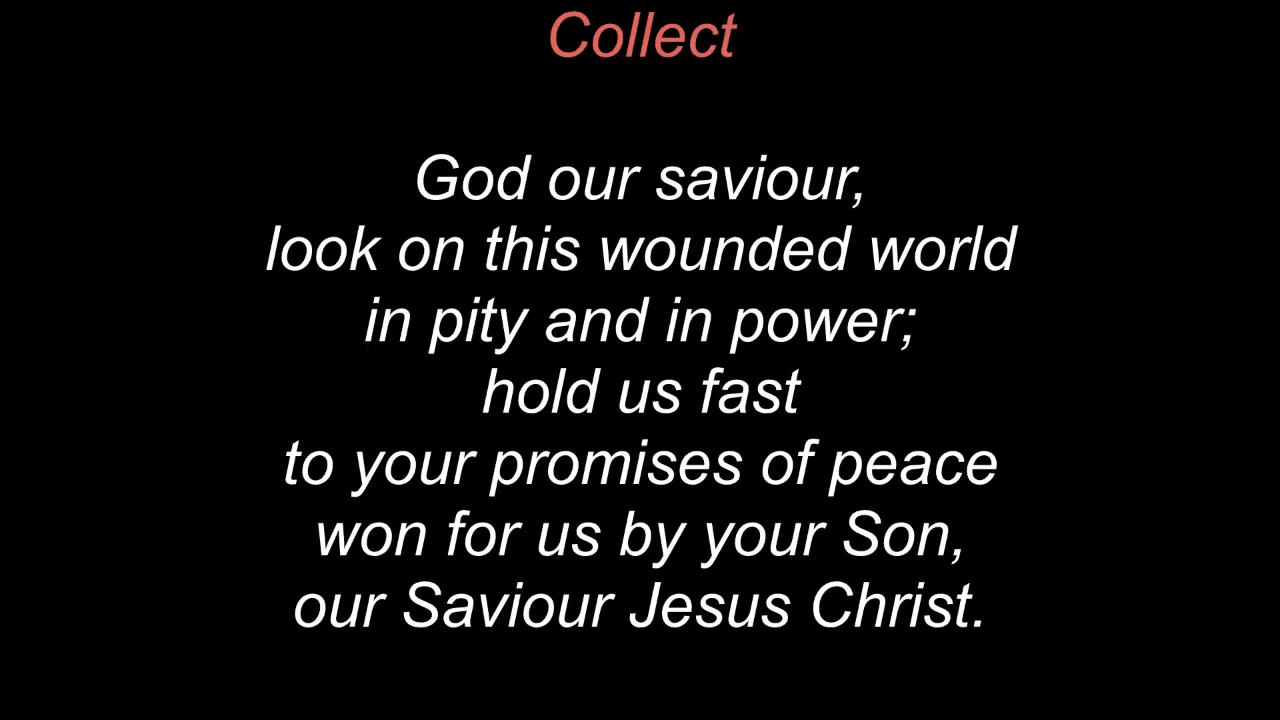 Collect
God our saviour,
look on this wounded world
in pity and in power;
hold us fast
to your promises of peace
won for us by your Son,
our Saviour Jesus Christ.